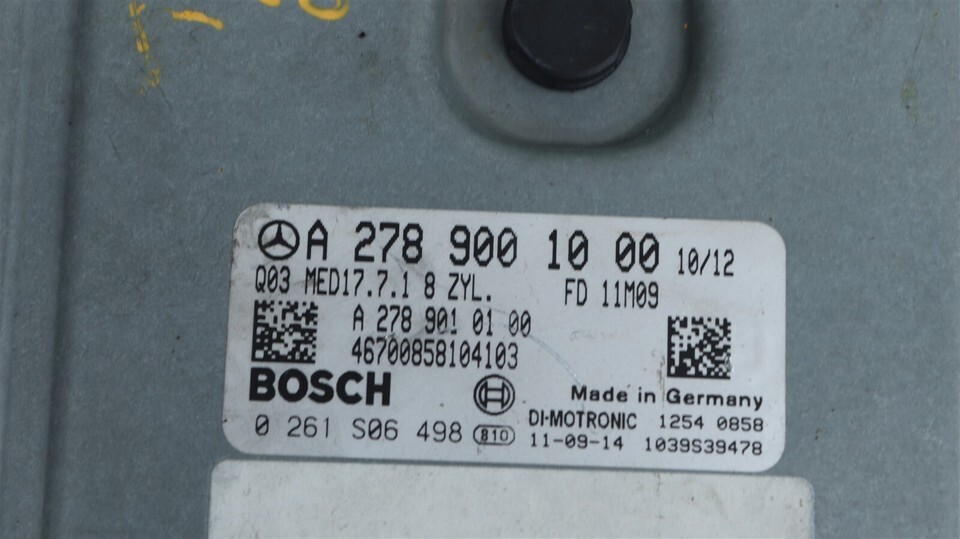 A 278 900 10 00 10/12
Q03 MED17.7.1 8 ZYL. FD 11M09
A 278 901 01 00
46700858104103
BOSCH
Made in Germany
DI-MOTRONIC 1254 0858
0 261 S06 498 810 11-09-14 1039S39478